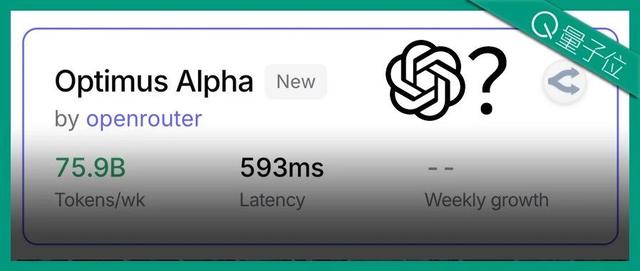 量子位
Optimus Alpha New
?
by openrouter
75.9B 593ms --
Tokens/wk Latency Weekly growth